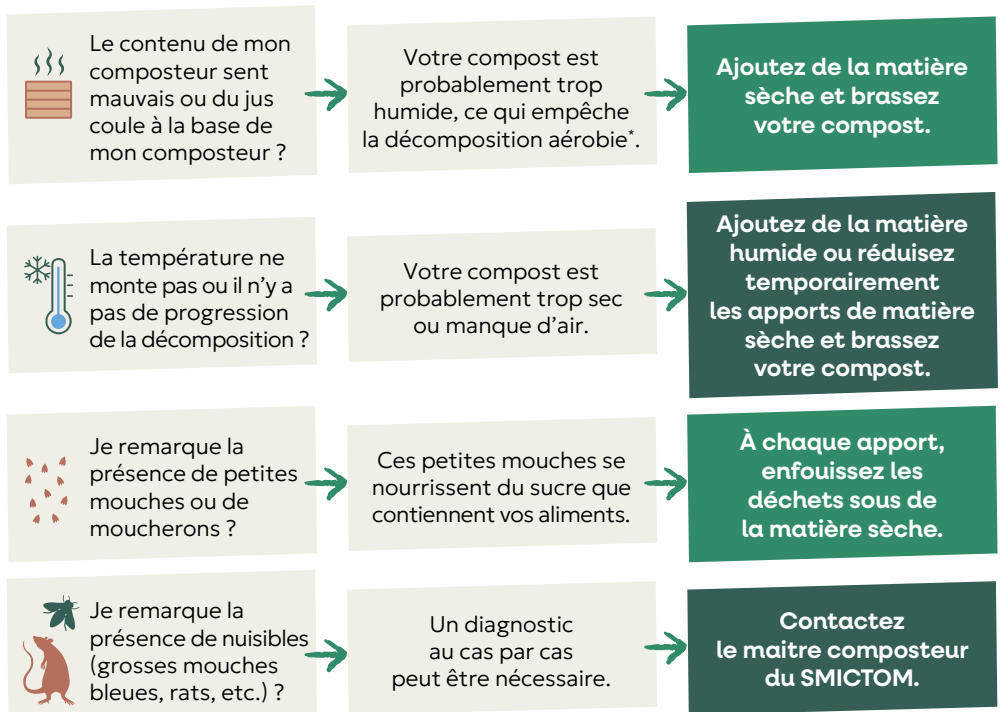 Le contenu de mon
composteur sent
mauvais ou du jus
coule à la base de
mon composteur ?
Votre compost est
probablement trop
humide, ce qui empêche
la décomposition aérobie*.
Ajoutez de la matière
sèche et brassez
votre compost.
La température ne
monte pas ou il n’y a
pas de progression
de la décomposition ?
Votre compost est
probablement trop sec
ou manque d’air.
Ajoutez de la matière
humide ou réduisez
temporairement
les apports de matière
sèche et brassez
votre compost.
Je remarque la
présence de petites
mouches ou de
moucherons ?
Ces petites mouches se
nourrissent du sucre que
contiennent vos aliments.
À chaque apport,
enfouissez les
déchets sous de
la matière sèche.
Je remarque la
présence de nuisibles
(grosses mouches
bleues, rats, etc.) ?
Un diagnostic
au cas par cas
peut être nécessaire.
Contactez
le maitre composteur
du SMICTOM.